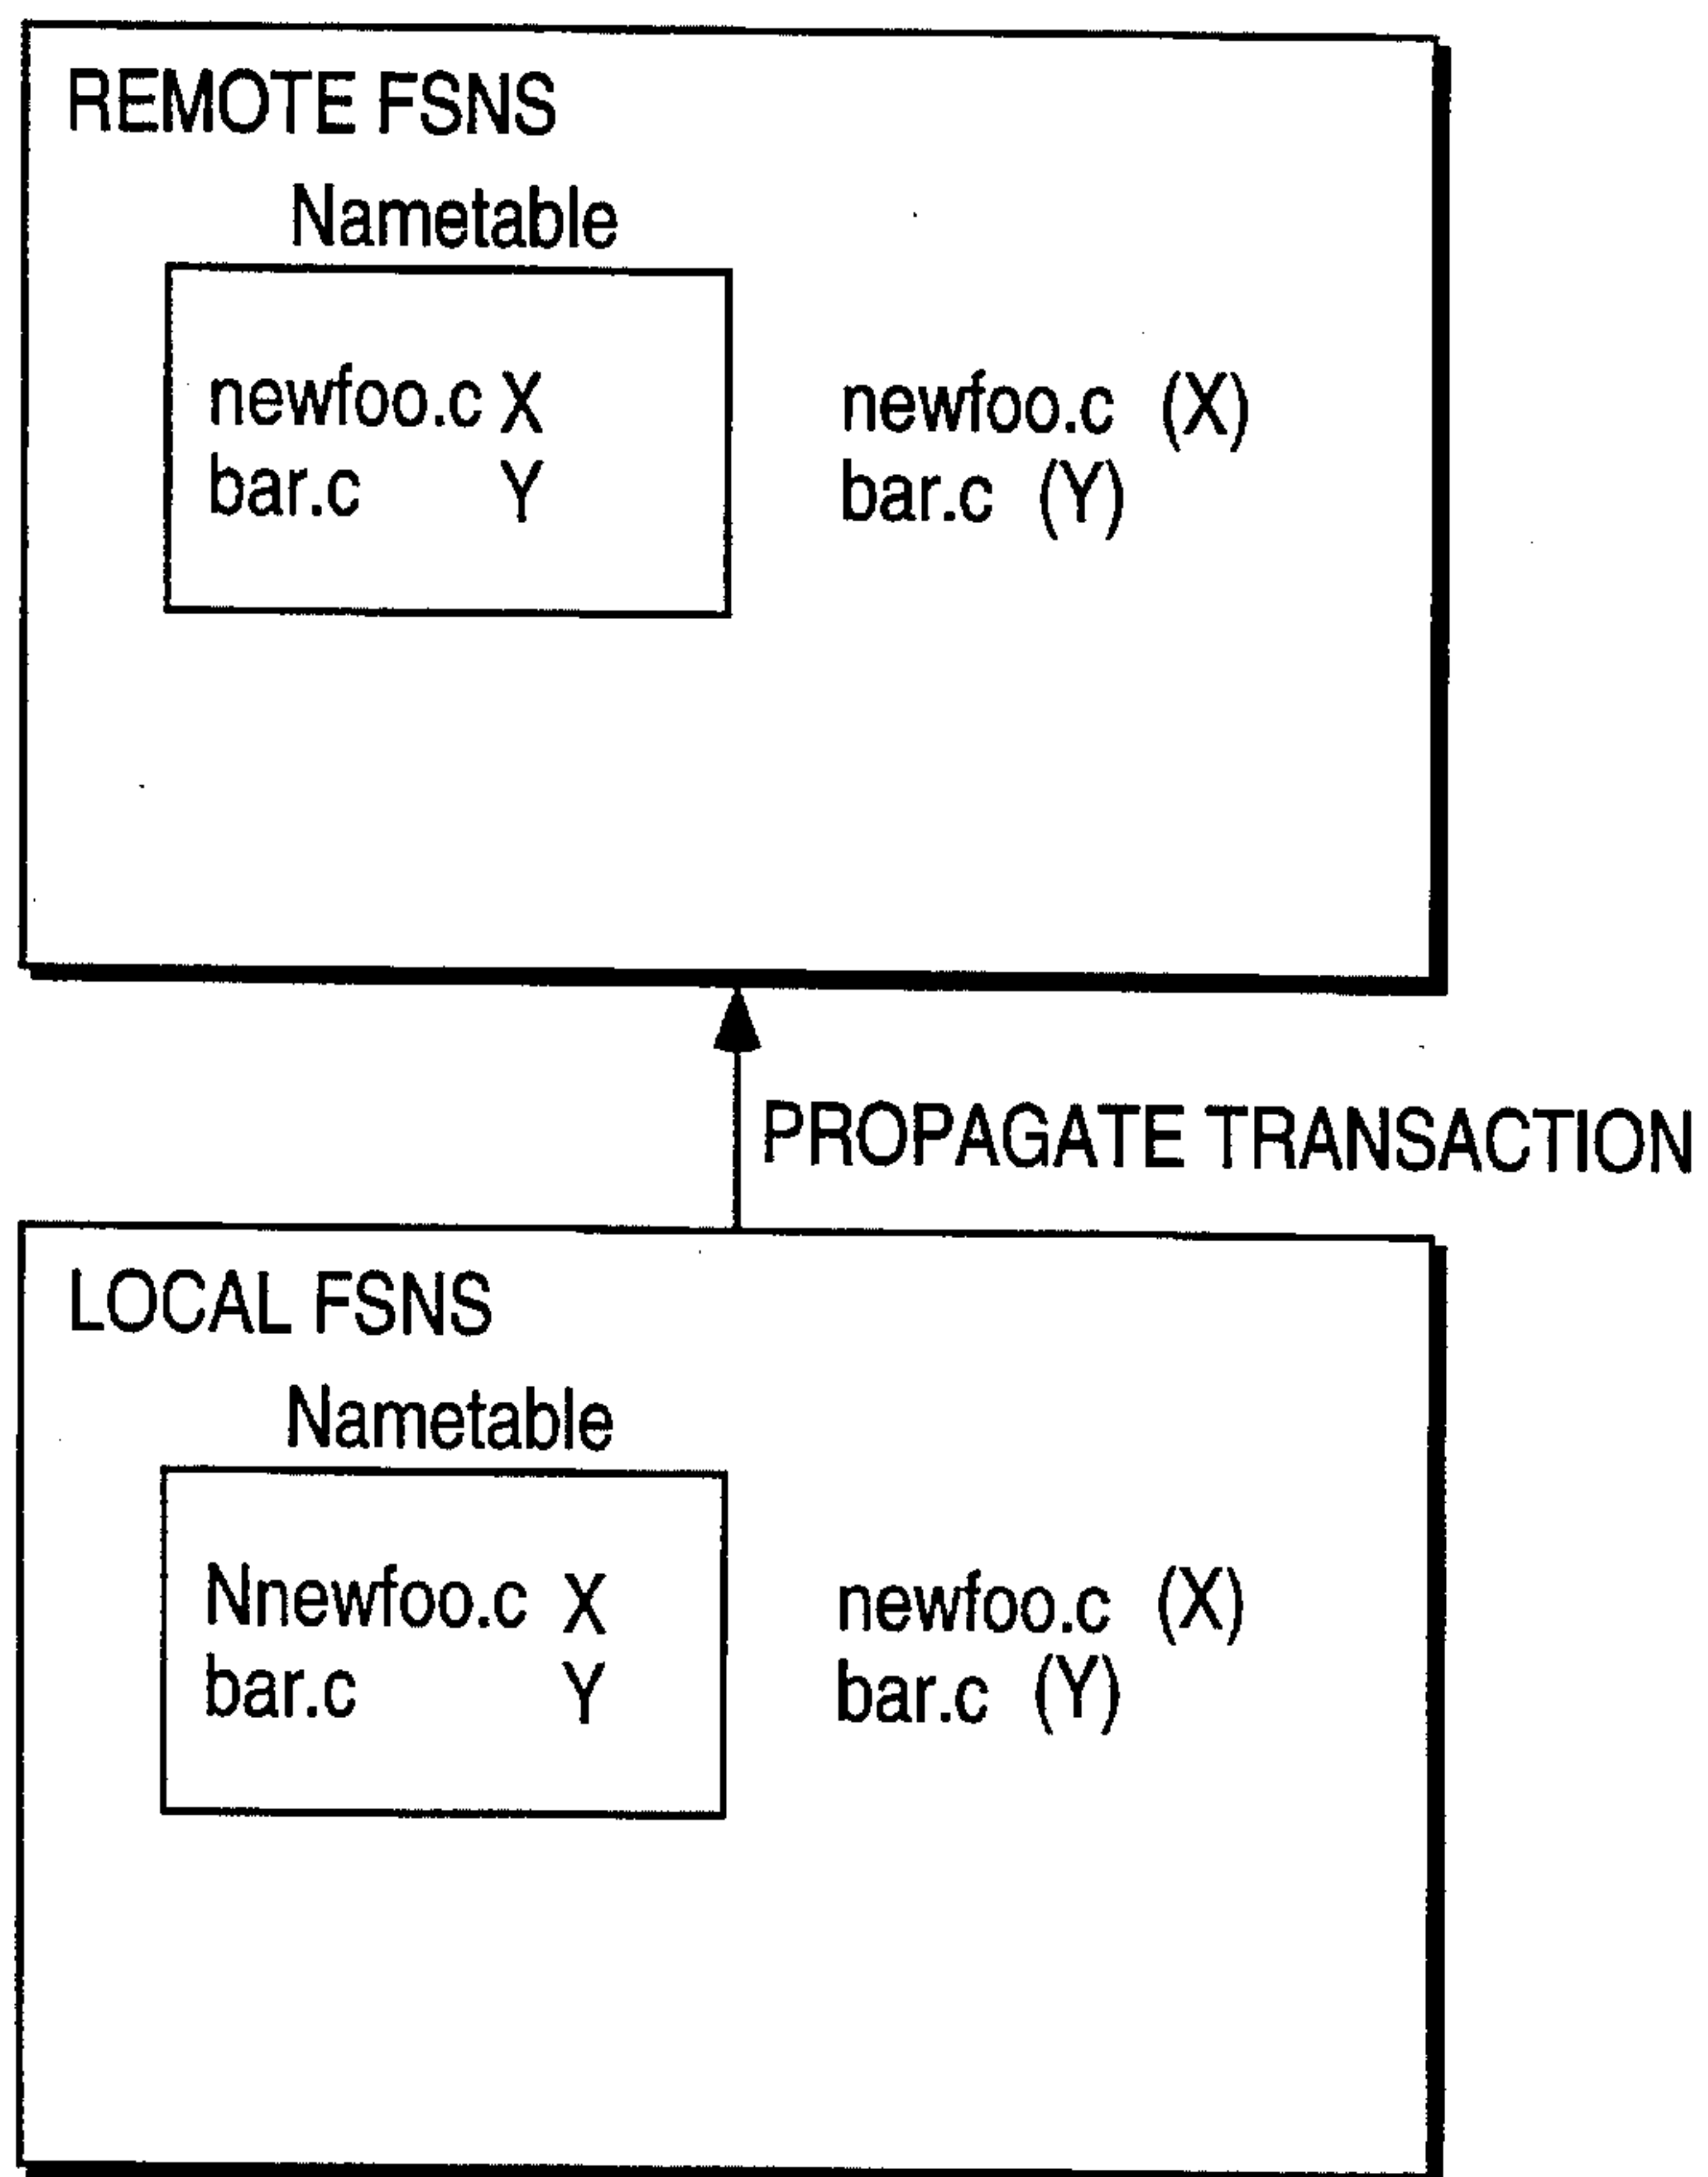 REMOTE FSNS
Nametable
newfoo.c X newfoo.c (X)
bar.c Y bar.c (Y)
PROPAGATE TRANSACTION
LOCAL FSNS
Nametable
Nnewfoo.c X newfoo.c (X)
bar.c Y bar.c (Y)